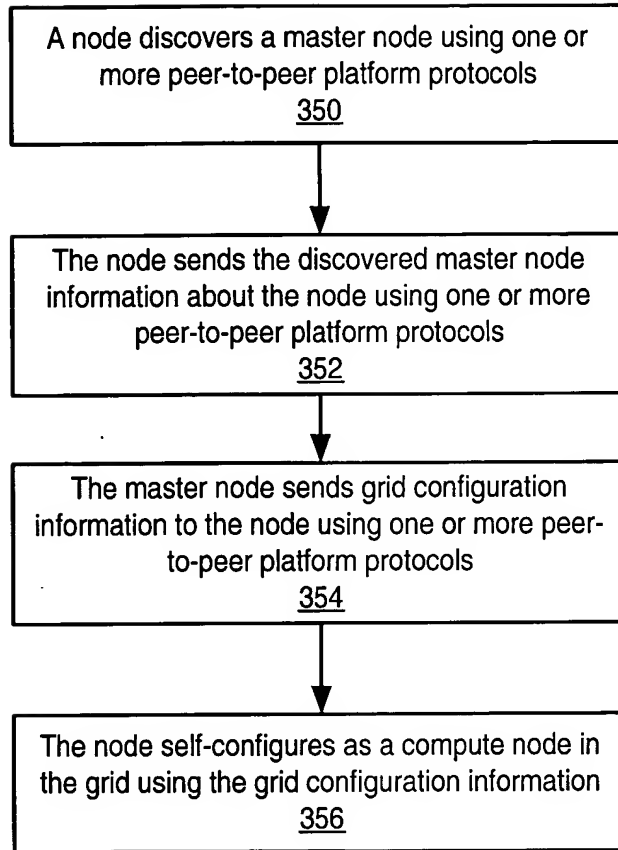 A node discovers a master node using one or
more peer-to-peer platform protocols
350
The node sends the discovered master node
information about the node using one or more
peer-to-peer platform protocols
352
The master node sends grid configuration
information to the node using one or more peer-
to-peer platform protocols
354
The node self-configures as a compute node in
the grid using the grid configuration information
356